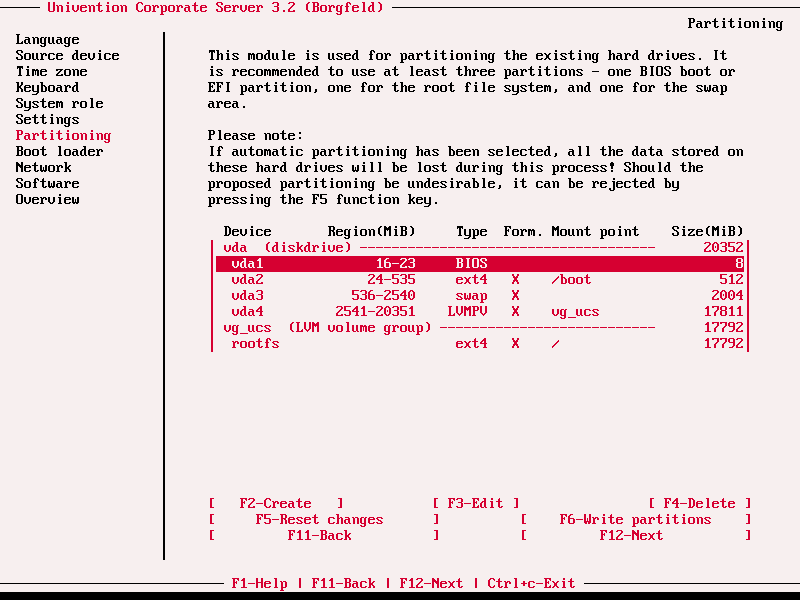 Univention Corporate Server 3.2 (Borgfeld)
Partitioning
Language
Source device
Time zone
Keyboard
System role
Settings
Partitioning
Boot loader
Network
Software
Overview
This module is used for partitioning the existing hard drives. It
is recommended to use at least three partitions – one BIOS boot or
EFI partition, one for the root file system, and one for the swap
area.
Please note:
If automatic partitioning has been selected, all the data stored on
these hard drives will be lost during this process! Should the
proposed partitioning be undesirable, it can be rejected by
pressing the F5 function key.
Device Region(MiB) Type Form. Mount point Size(MiB)
vda (diskdrive) ------------------------------------- 20352
vda1 16-23 BIOS 8
vda2 24-535 ext4 X /boot 512
vda3 536-2540 swap X 2004
vda4 2541-20351 LVMPV X vg_ucs 17811
vg_ucs (LVM volume group) --------------------------- 17792
rootfs ext4 X / 17792
[ F2-Create ] [ F3-Edit ] [ F4-Delete ]
[ F5-Reset changes ] [ F6-Write partitions ]
[ F11-Back ] [ F12-Next ]
F1-Help | F11-Back | F12-Next | Ctrl+c-Exit